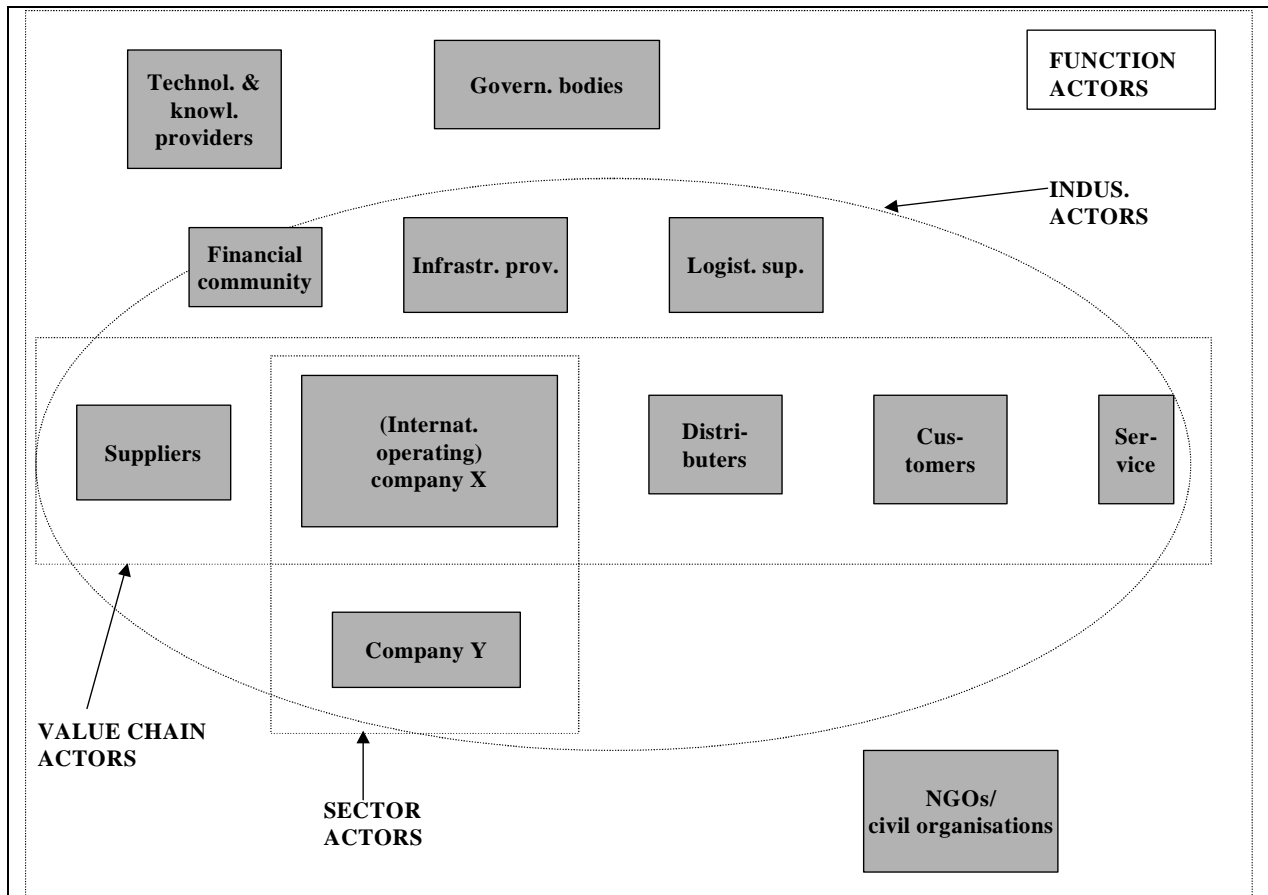 Technol. &
knowl.
providers
Govern. bodies
FUNCTION
ACTORS
INDUS.
ACTORS
Financial
community
Infrastr. prov.
Logist. sup.
Suppliers
(Internat.
operating)
company X
Distri-
buters
Cus-
tomers
Ser-
vice
Company Y
VALUE CHAIN
ACTORS
SECTOR
ACTORS
NGOs/
civil organisations